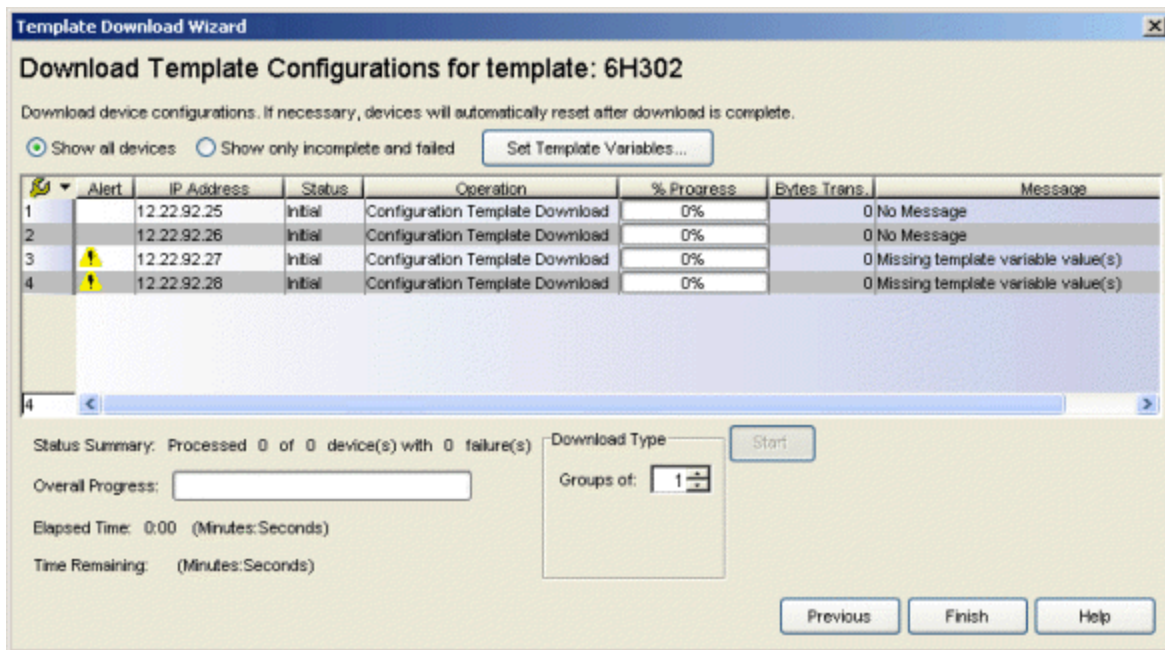 Template Download Wizard
Download Template Configurations for template: 6H302
Download device configurations. If necessary, devices will automatically reset after download is complete.
Show all devices Show only incomplete and failed Set Template Variables...
Alert IP Address Status Operation % Progress Bytes Trans. Message
1 12.22.92.25 Initial Configuration Template Download 0% 0 No Message
2 12.22.92.26 Initial Configuration Template Download 0% 0 No Message
3 12.22.92.27 Initial Configuration Template Download 0% 0 Missing template variable value(s)
4 12.22.92.28 Initial Configuration Template Download 0% 0 Missing template variable value(s)
4
Status Summary: Processed 0 of 0 device(s) with 0 failure(s)
Download Type
Start
Groups of: 1
Overall Progress:
Elapsed Time: 0:00 (Minutes:Seconds)
Time Remaining: (Minutes:Seconds)
Previous Finish Help